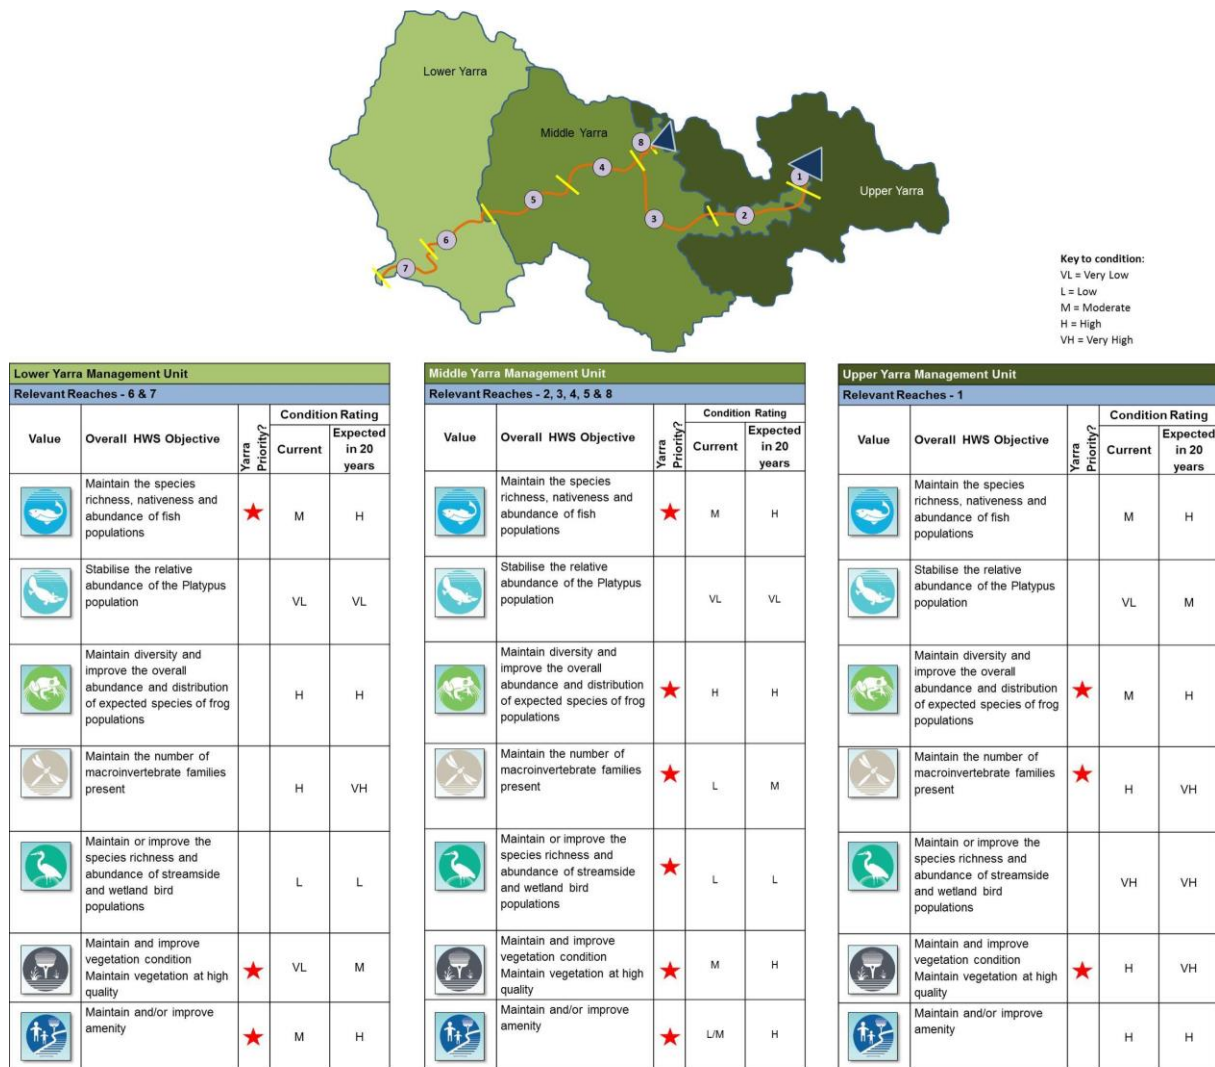 Lower Yarra
Middle Yarra
Upper Yarra
8
1
4
5
3
2
6
7
Key to condition:
VL = Very Low
L = Low
M = Moderate
H = High
VH = Very High
Lower Yarra Management Unit
Relevant Reaches - 6 & 7
Value
Overall HWS Objective
Yarra
Priority?
Condition Rating
Current
Expected
in 20
years
Maintain the species
richness, nativeness and
abundance of fish
populations
M
H
Stabilise the relative
abundance of the Platypus
population
VL
VL
Maintain diversity and
improve the overall
abundance and distribution
of expected species of frog
populations
H
H
Maintain the number of
macroinvertebrate families
present
H
VH
Maintain or improve the
species richness and
abundance of streamside
and wetland bird
populations
L
L
Maintain and improve
vegetation condition
Maintain vegetation at high
quality
VL
M
Maintain and/or improve
amenity
M
H
Middle Yarra Management Unit
Relevant Reaches - 2, 3, 4, 5 & 8
Value
Overall HWS Objective
Yarra
Priority?
Condition Rating
Current
Expected
in 20
years
Maintain the species
richness, nativeness and
abundance of fish
populations
M
H
Stabilise the relative
abundance of the Platypus
population
VL
VL
Maintain diversity and
improve the overall
abundance and distribution
of expected species of frog
populations
H
H
Maintain the number of
macroinvertebrate families
present
L
M
Maintain or improve the
species richness and
abundance of streamside
and wetland bird
populations
L
L
Maintain and improve
vegetation condition
Maintain vegetation at high
quality
M
H
Maintain and/or improve
amenity
L/M
H
Upper Yarra Management Unit
Relevant Reaches - 1
Value
Overall HWS Objective
Yarra
Priority?
Condition Rating
Current
Expected
in 20
years
Maintain the species
richness, nativeness and
abundance of fish
populations
M
H
Stabilise the relative
abundance of the Platypus
population
VL
M
Maintain diversity and
improve the overall
abundance and distribution
of expected species of frog
populations
M
H
Maintain the number of
macroinvertebrate families
present
H
VH
Maintain or improve the
species richness and
abundance of streamside
and wetland bird
populations
VH
VH
Maintain and improve
vegetation condition
Maintain vegetation at high
quality
H
VH
Maintain and/or improve
amenity
H
H